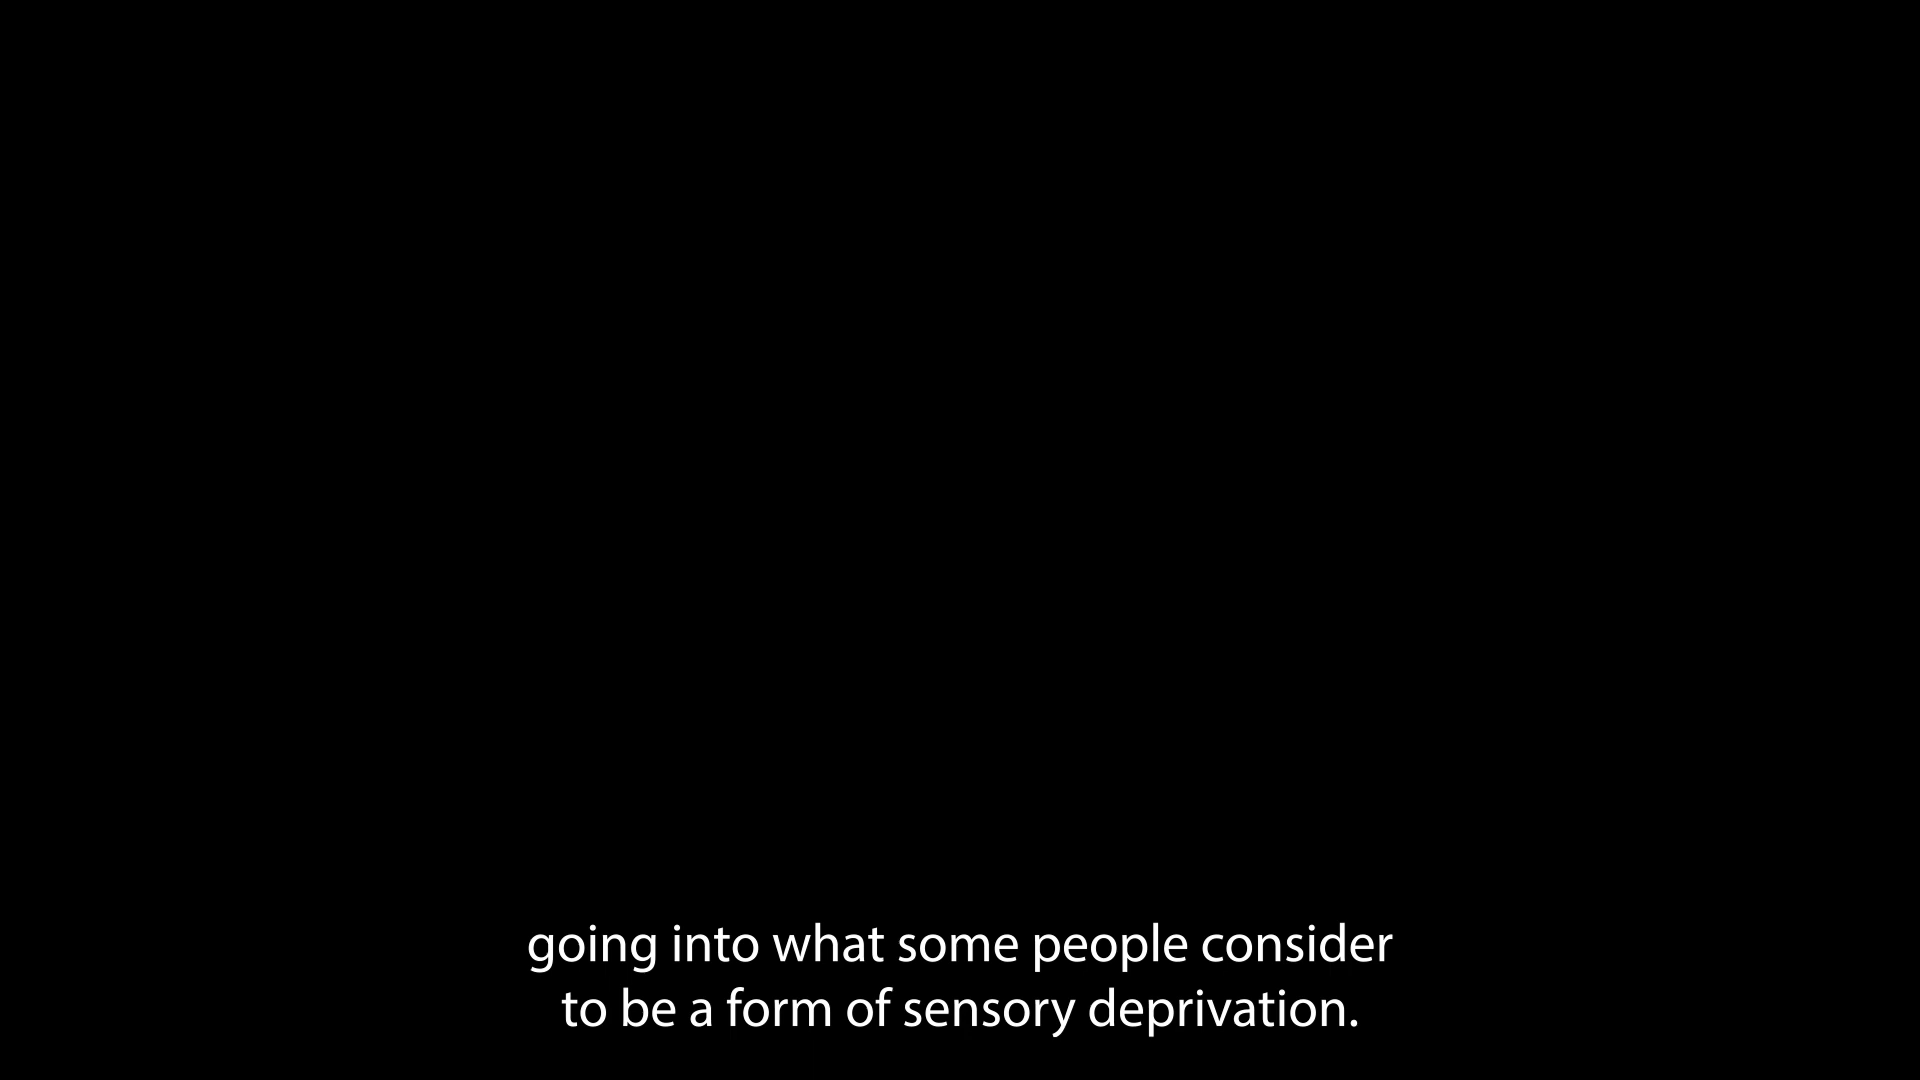 going into what some people consider
to be a form of sensory deprivation.